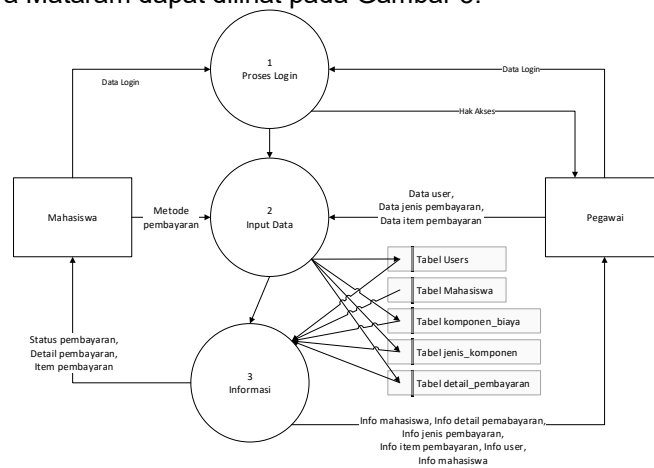 a Mataram dapat dilihat pada Gambar
1
Proses Login
Data Login
Data Login
Hak Akses
Mahasiswa
Metode
pembayaran
2
Input Data
Data user,
Data jenis pembayaran,
Data item pembayaran
Pegawai
Tabel Users
Tabel Mahasiswa
Tabel komponen_biaya
Tabel jenis_komponen
Tabel detail_pembayaran
Status pembayaran,
Detail pembayaran,
Item pembayaran
3
Informasi
Info mahasiswa, Info detail pemabayaran,
Info jenis pembayaran,
Info item pembayaran, Info user,
Info mahasiswa